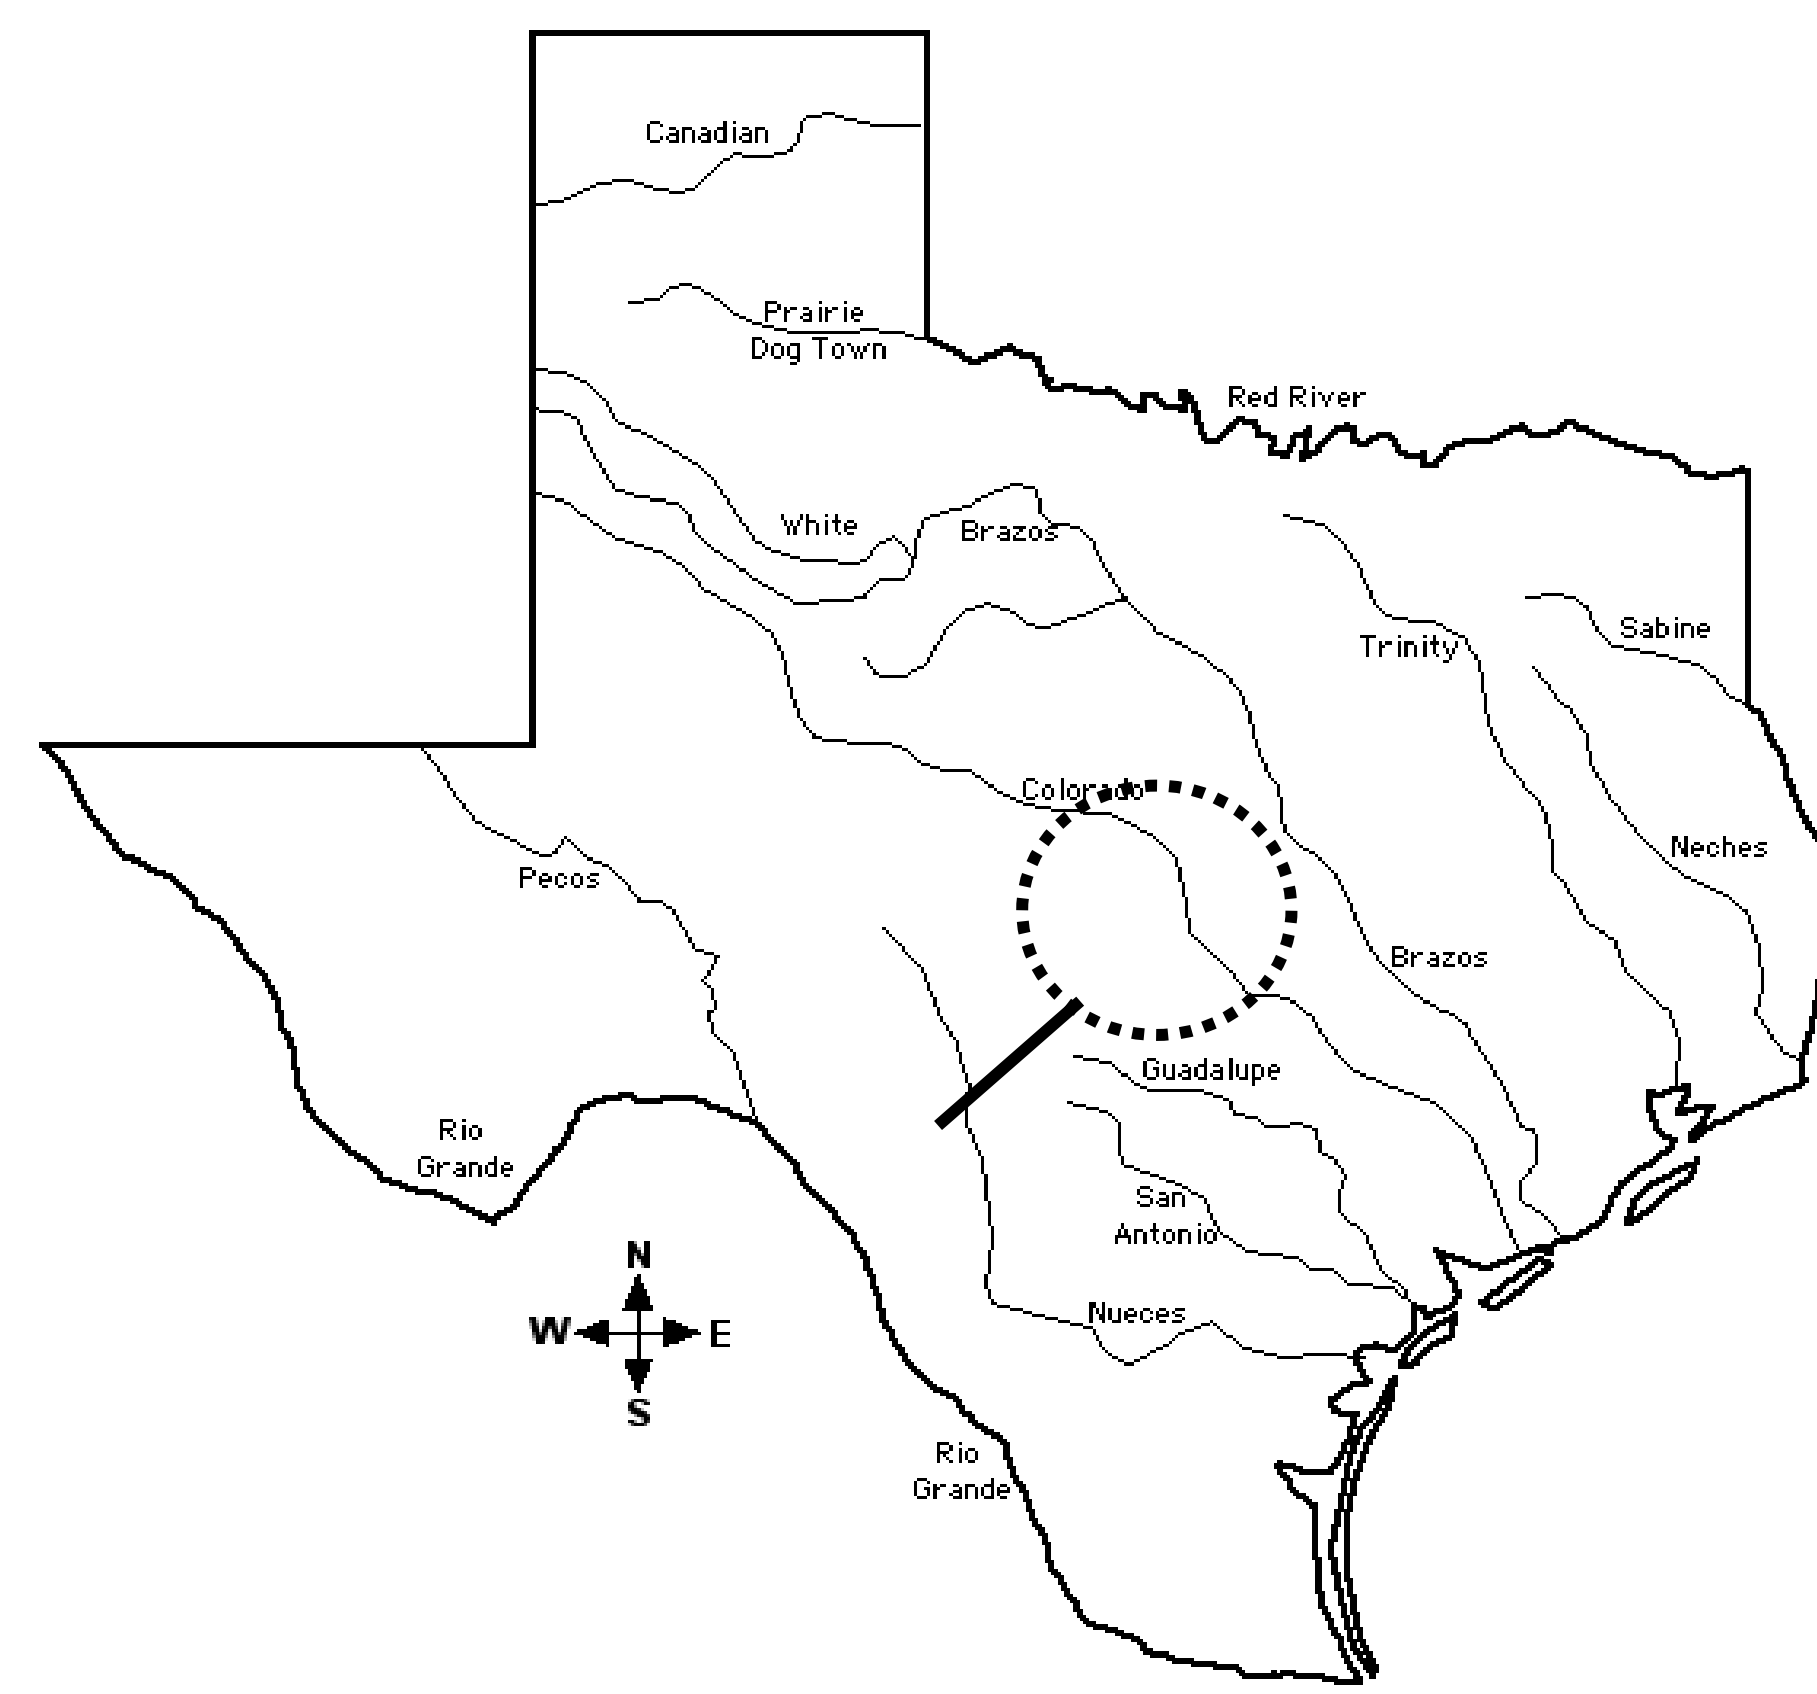 Canadian
Prairie
Dog Town
Red River
White
Brazos
Trinity
Sabine
Colorado
Neches
Pecos
Brazos
Guadalupe
Rio
Grande
San
Antonio
N
W E
S
Nueces
Rio
Grande